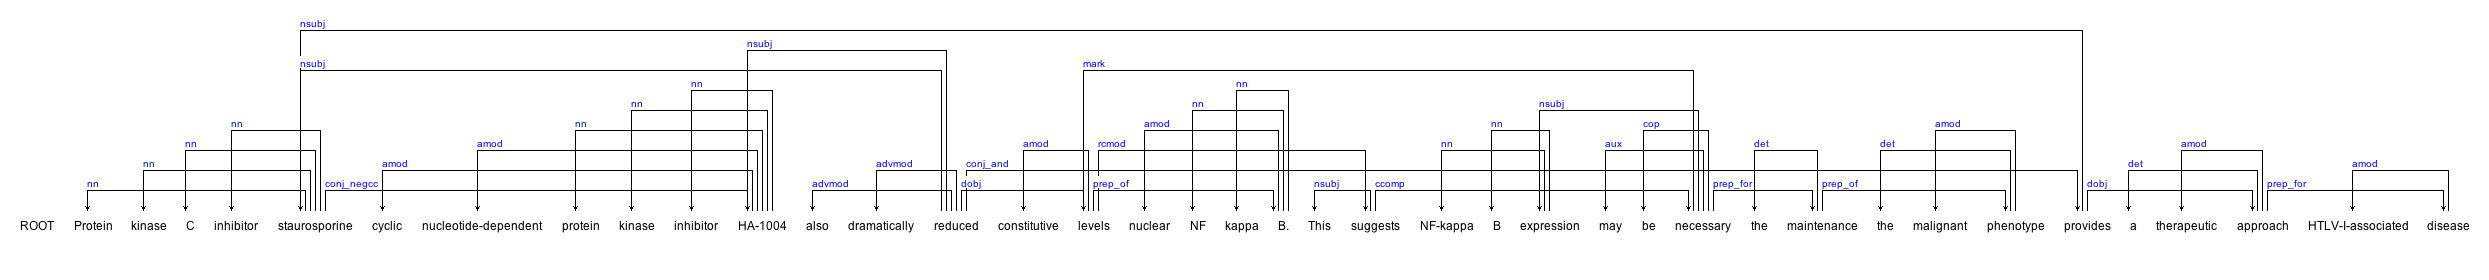 nsubj
nsubj
nsubj mark
nn nn
nn nn nsubj
nn nn amod nn cop amod
nn amod amod rcmod nn aux det det amod
nn amod advmod conj_and det amod
nn conj_negcc advmod dobj prep_of nsubj ccomp prep_for prep_of dobj prep_for
ROOT Protein kinase C inhibitor staurosporine cyclic nucleotide-dependent protein kinase inhibitor HA-1004 also dramatically reduced constitutive levels nuclear NF kappa B. This suggests NF-kappa B expression may be necessary the maintenance the malignant phenotype provides a therapeutic approach HTLV-I-associated disease